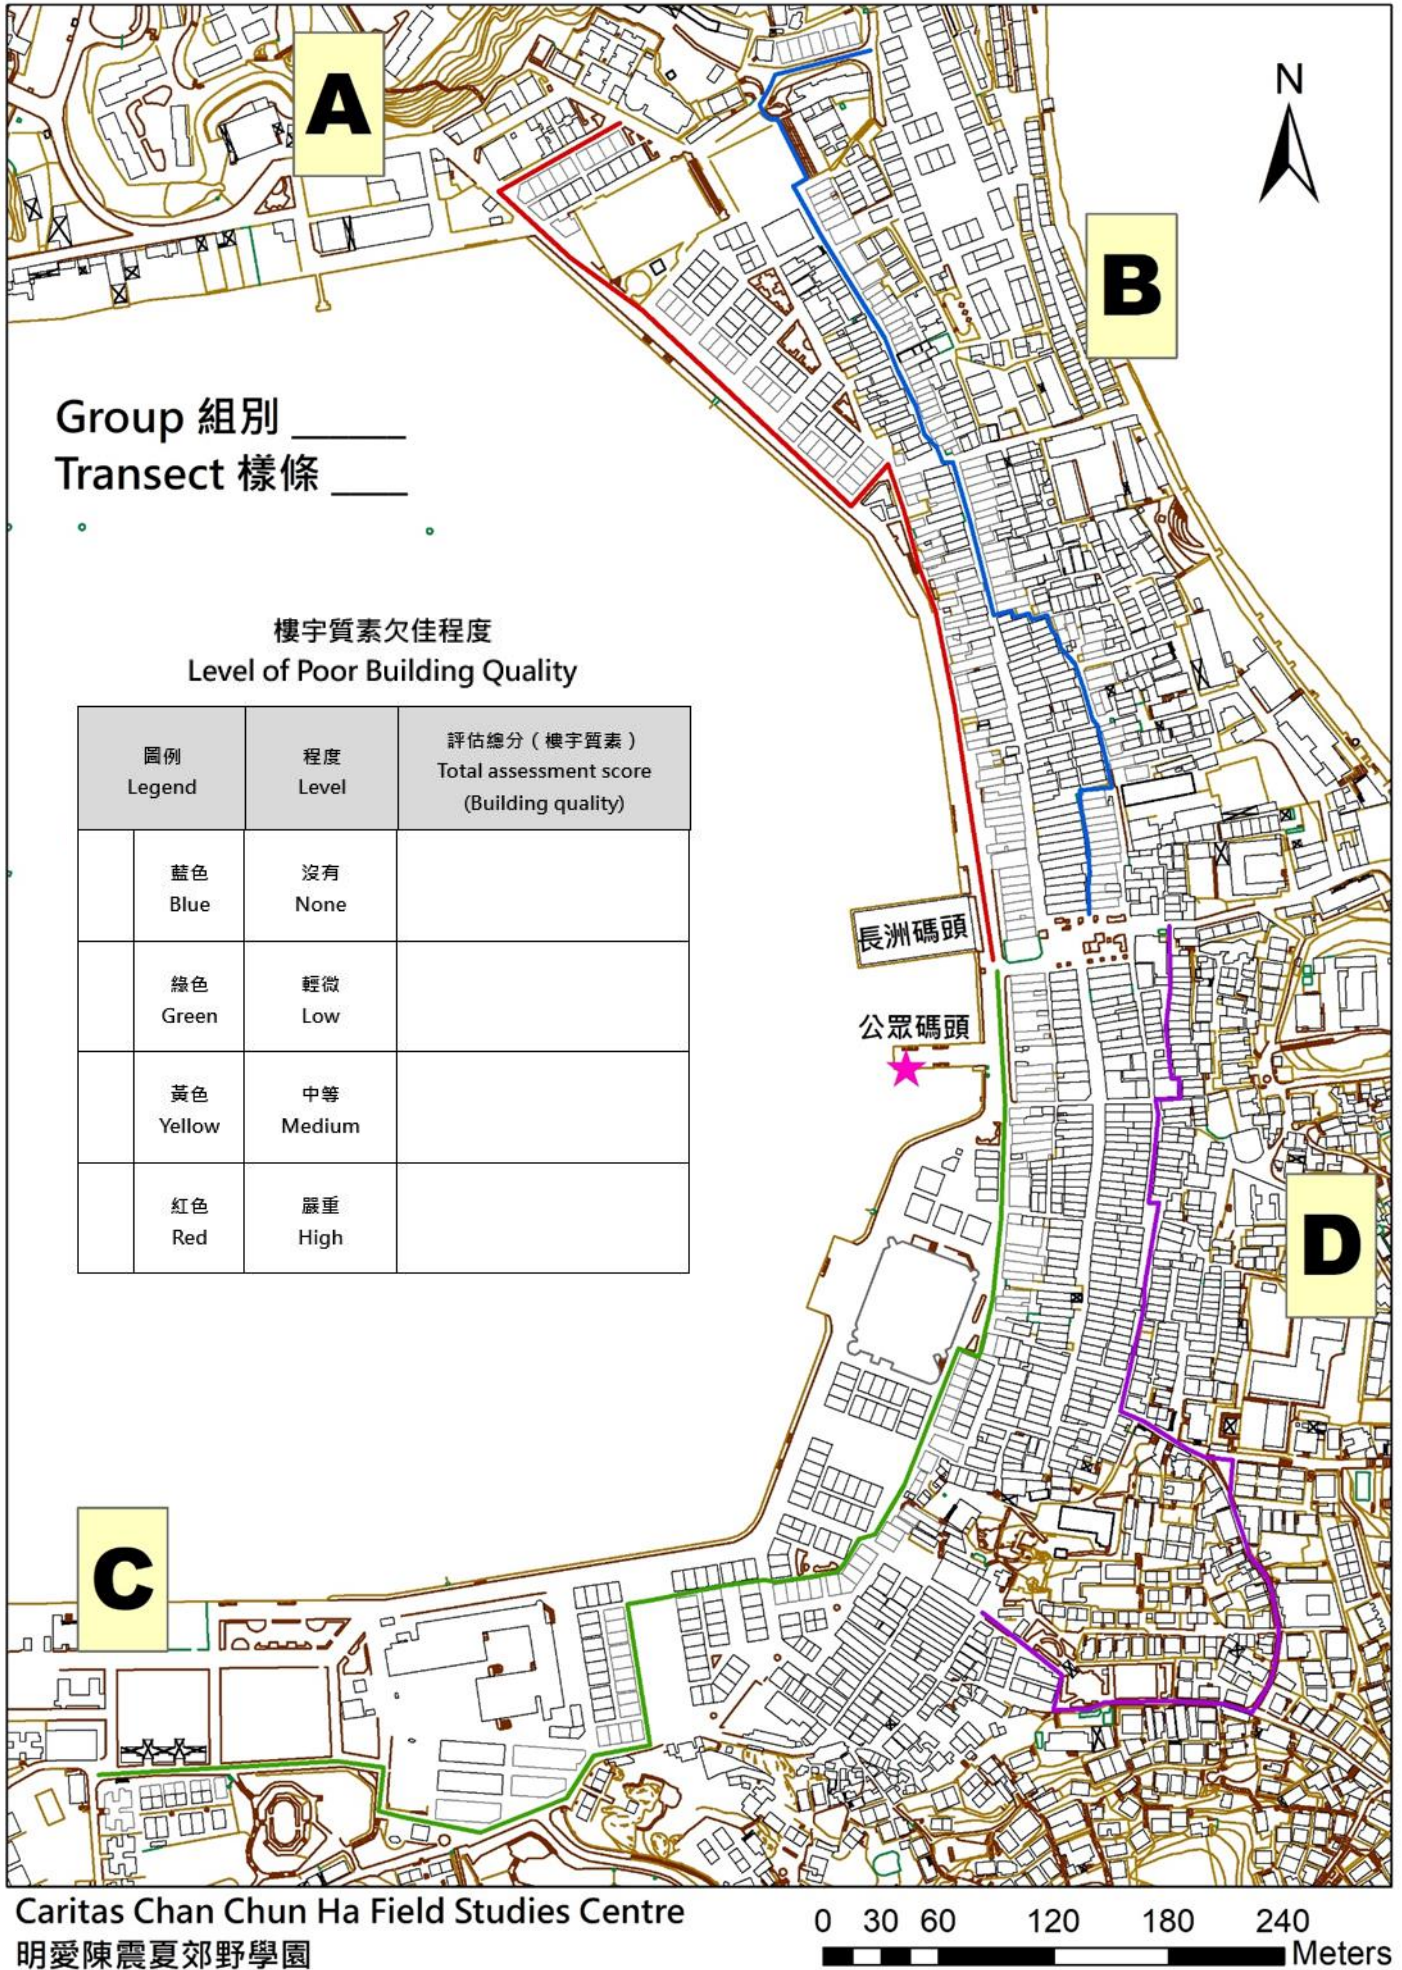 A
N
B
Group 組別 _____
Transect 樣條 ____
樓宇質素欠佳程度
Level of Poor Building Quality
圖例
Legend
程度
Level
評估總分（樓宇質素）
Total assessment score
(Building quality)
藍色
Blue
沒有
None
綠色
Green
輕微
Low
黃色
Yellow
中等
Medium
紅色
Red
嚴重
High
長洲碼頭
公眾碼頭
D
C
Caritas Chan Chun Ha Field Studies Centre
明愛陳震夏郊野學園
0 30 60 120 180 240
Meters